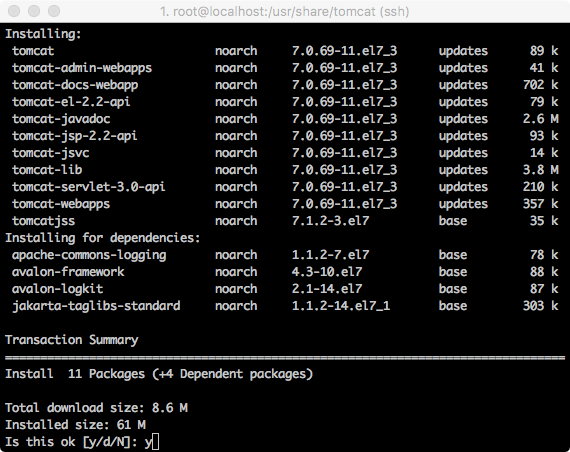 1. root@localhost:/usr/share/tomcat (ssh)
Installing:
tomcat noarch 7.0.69-11.el7_3 updates 89 k
tomcat-admin-webapps noarch 7.0.69-11.el7_3 updates 41 k
tomcat-docs-webapp noarch 7.0.69-11.el7_3 updates 702 k
tomcat-el-2.2-api noarch 7.0.69-11.el7_3 updates 79 k
tomcat-javadoc noarch 7.0.69-11.el7_3 updates 2.6 M
tomcat-jsp-2.2-api noarch 7.0.69-11.el7_3 updates 93 k
tomcat-jsvc noarch 7.0.69-11.el7_3 updates 14 k
tomcat-lib noarch 7.0.69-11.el7_3 updates 3.8 M
tomcat-servlet-3.0-api noarch 7.0.69-11.el7_3 updates 210 k
tomcat-webapps noarch 7.0.69-11.el7_3 updates 357 k
tomcatjss noarch 7.1.2-3.el7 base 35 k
Installing for dependencies:
apache-commons-logging noarch 1.1.2-7.el7 base 78 k
avalon-framework noarch 4.3-10.el7 base 88 k
avalon-logkit noarch 2.1-14.el7 base 87 k
jakarta-taglibs-standard noarch 1.1.2-14.el7_1 base 303 k
Transaction Summary
Install 11 Packages (+4 Dependent packages)
Total download size: 8.6 M
Installed size: 61 M
Is this ok [y/d/N]: y